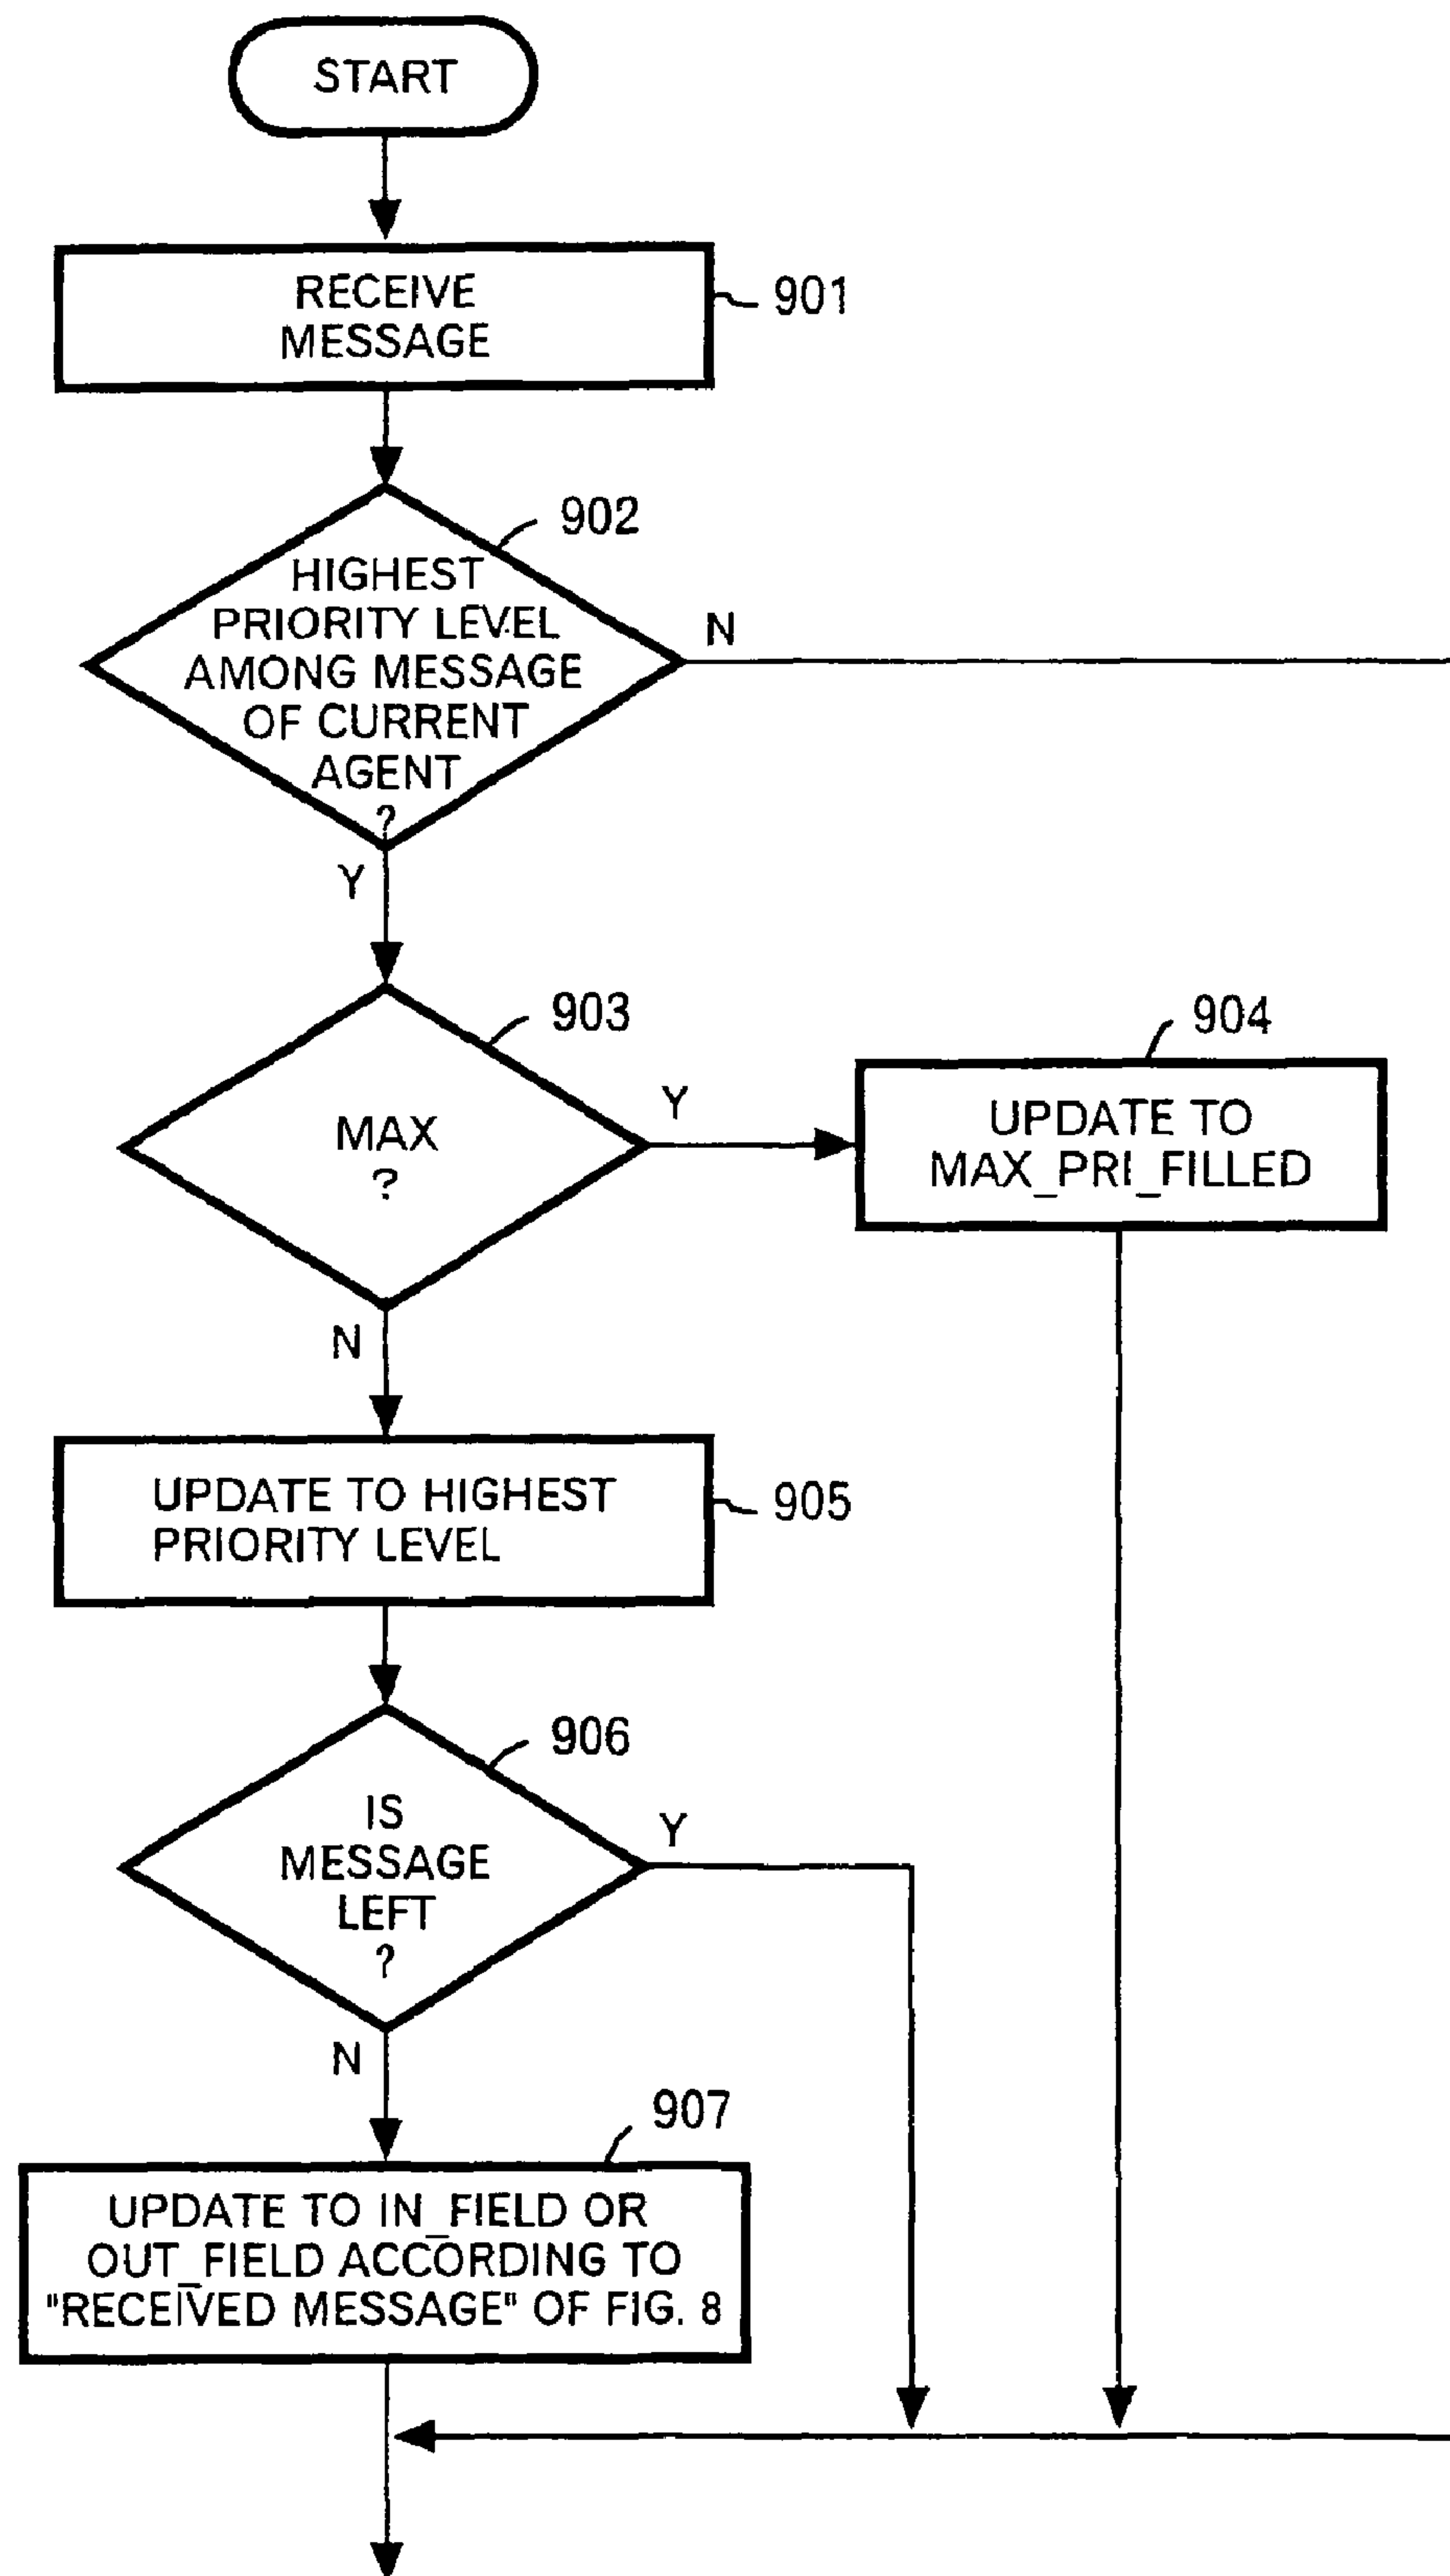 START
RECEIVE
MESSAGE
901
902
HIGHEST
PRIORITY LEVEL
AMONG MESSAGE
OF CURRENT
AGENT
?
N
Y
903
MAX
?
Y
904
UPDATE TO
MAX_PRI_FILLED
N
UPDATE TO HIGHEST
PRIORITY LEVEL
905
906
IS
MESSAGE
LEFT
?
Y
N
907
UPDATE TO IN_FIELD OR
OUT_FIELD ACCORDING TO
"RECEIVED MESSAGE" OF FIG. 8